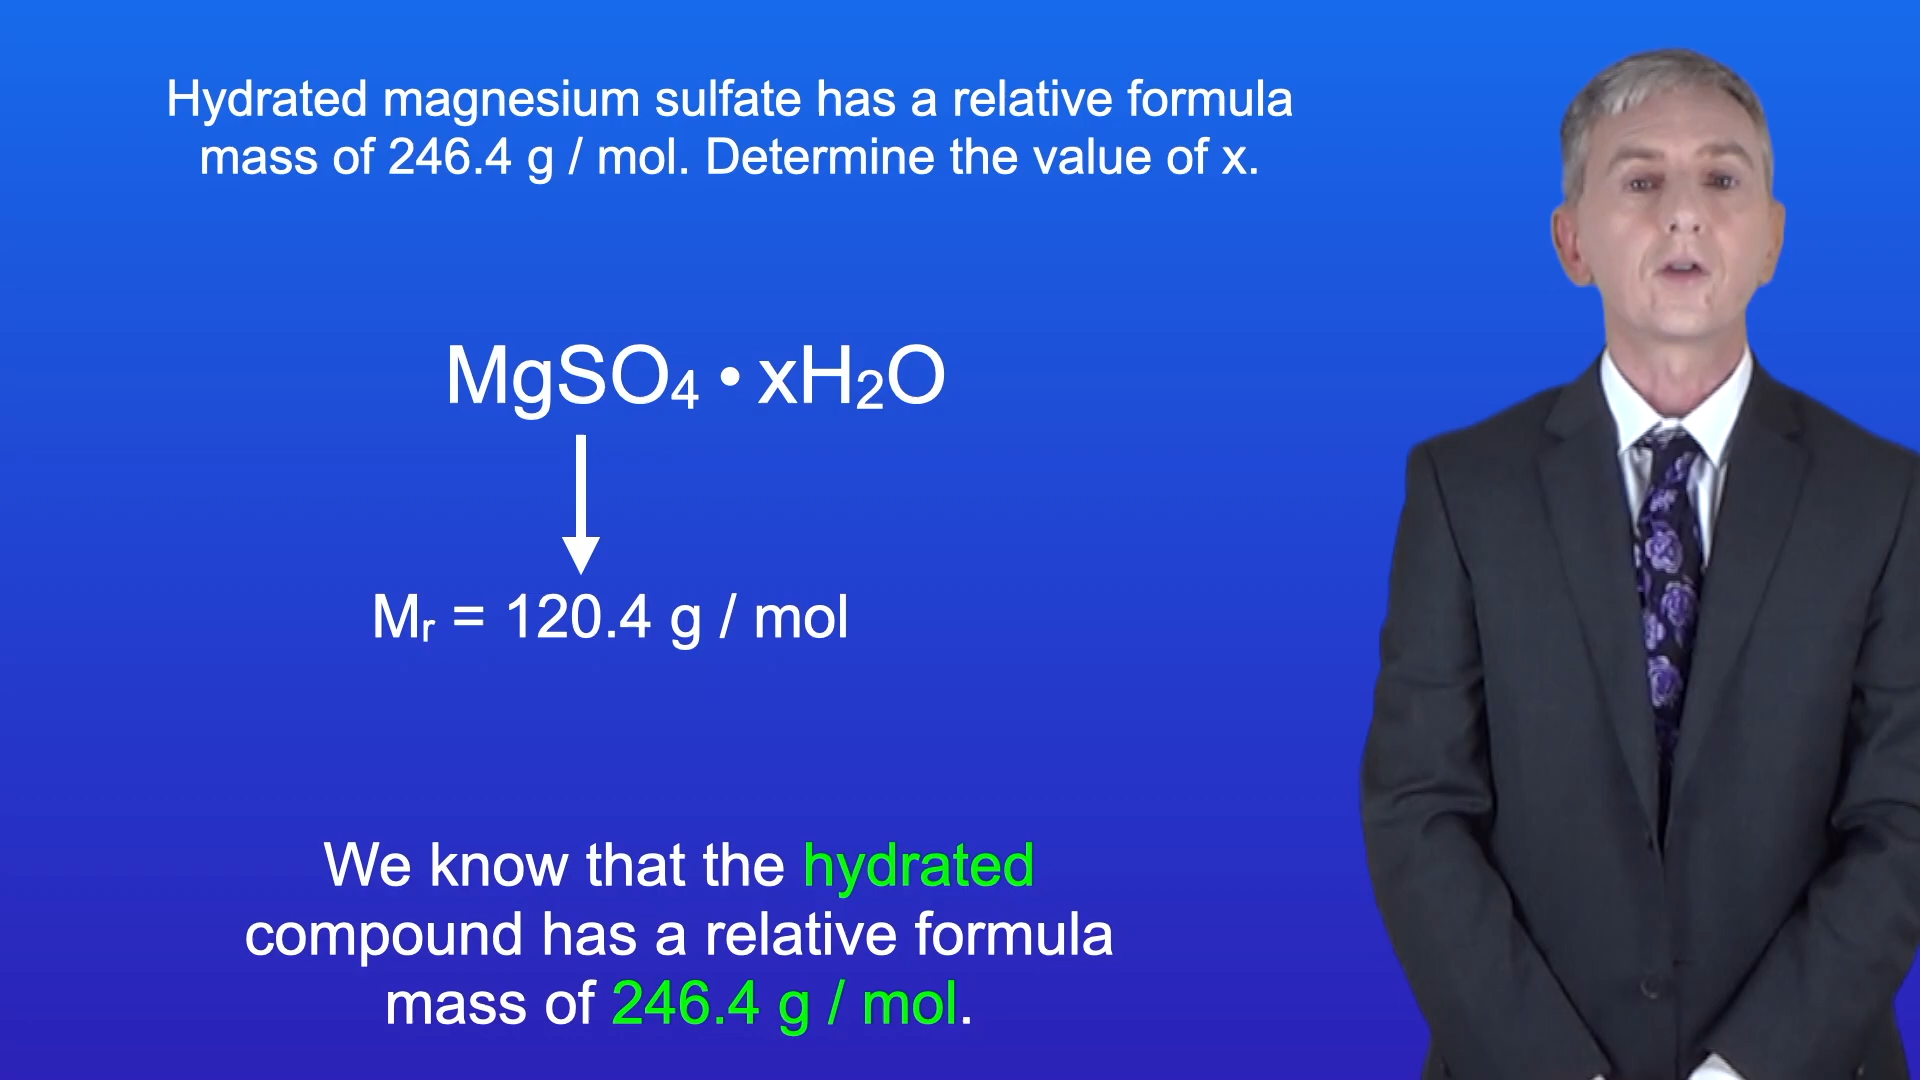 Hydrated magnesium sulfate has a relative formula
mass of 246.4 g / mol. Determine the value of x.
MgSO₄ • xH₂O
Mᵣ = 120.4 g / mol
We know that the hydrated
compound has a relative formula
mass of 246.4 g / mol.